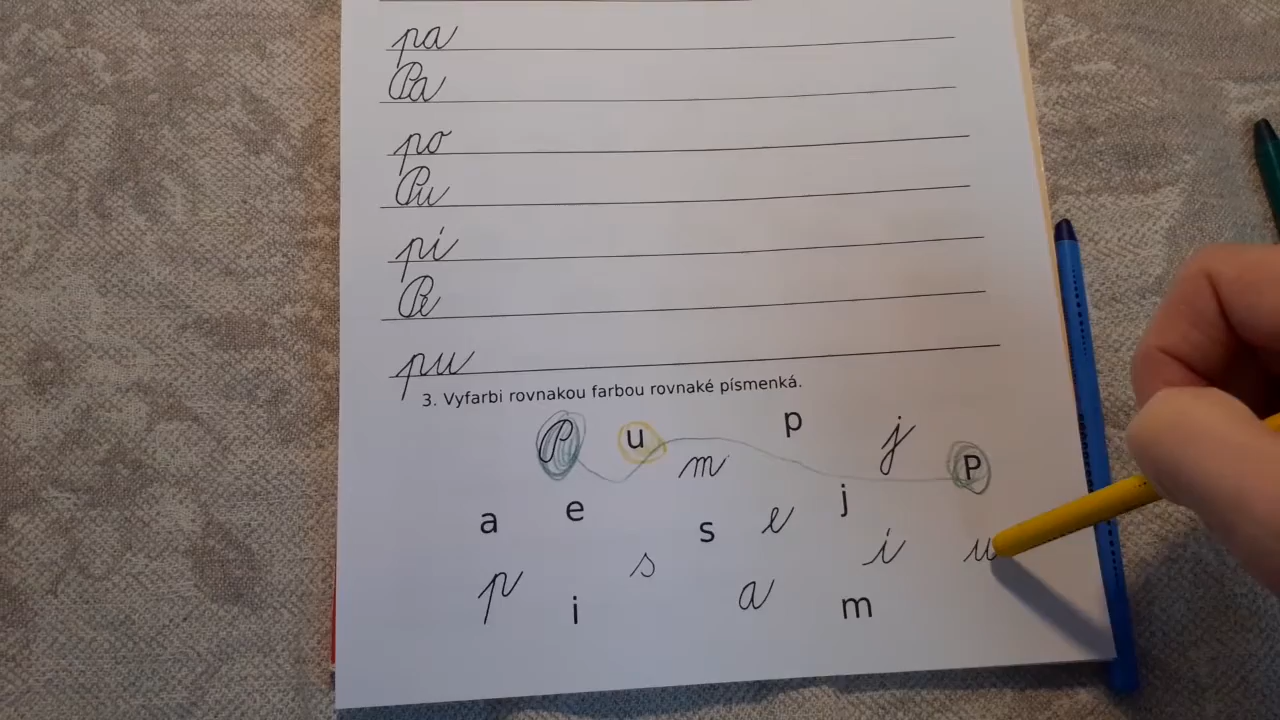 pa
Pa
po
Pu
pi
Pi
pu
3. Vyfarbi rovnakou farbou rovnaké písmenká.
P u m p j P
a e s e j i u
p i s a m